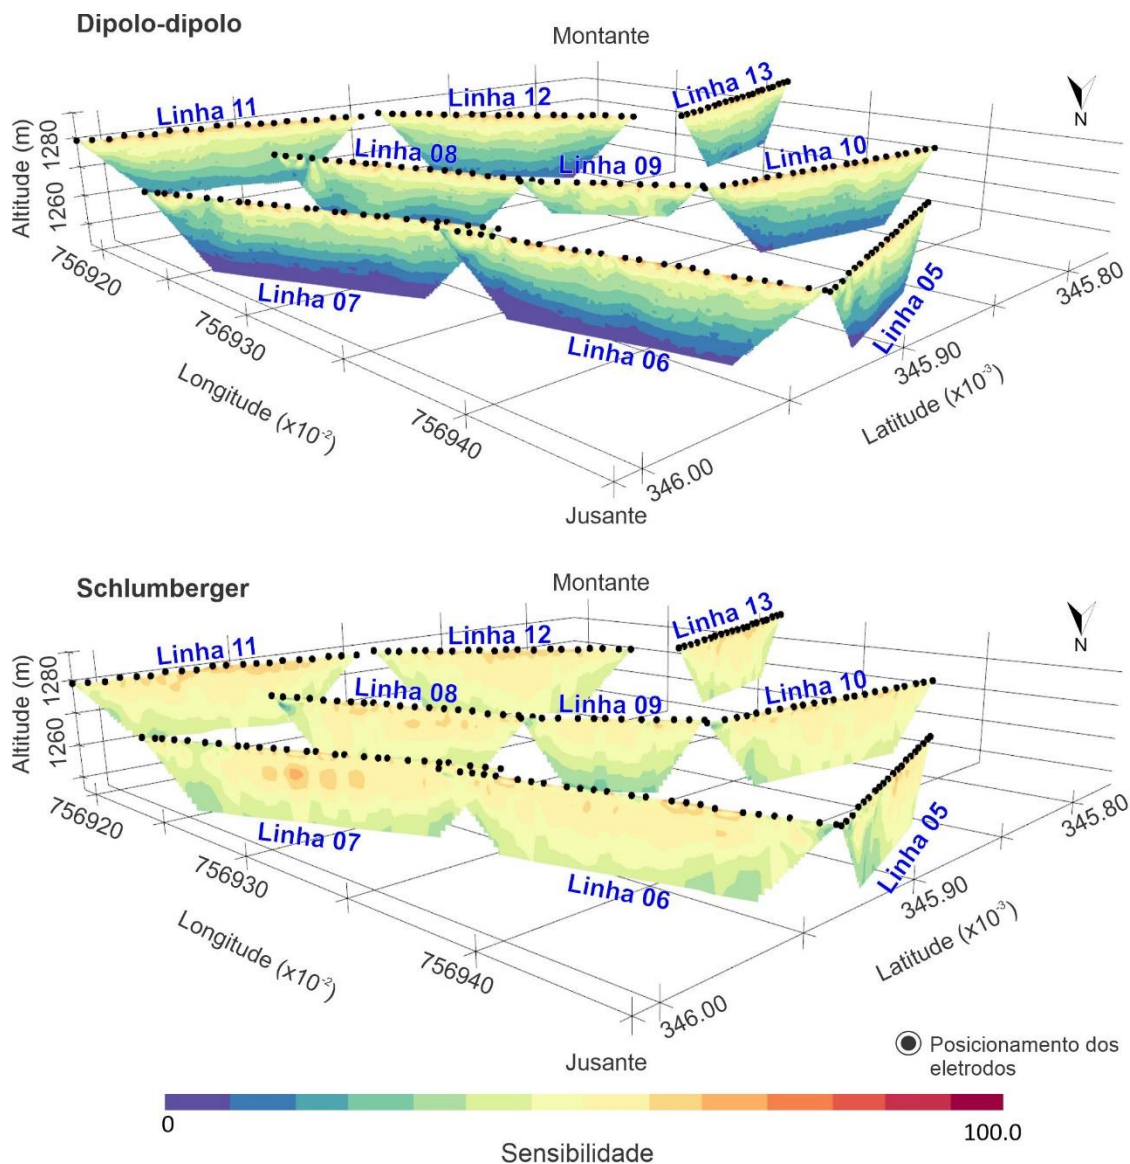 Dipolo-dipolo
Montante
Linha 11
Linha 12
Linha 13
N
Linha 08
Linha 09
Linha 10
Altitude (m)
1280
1260
Linha 07
Linha 06
Linha 05
756920
756930
756940
Longitude (x10⁻²)
345.80
345.90
346.00
Latitude (x10⁻³)
Jusante
Schlumberger
Montante
Linha 11
Linha 12
Linha 13
N
Linha 08
Linha 09
Linha 10
Altitude (m)
1280
1260
Linha 07
Linha 06
Linha 05
756920
756930
756940
Longitude (x10⁻²)
345.80
345.90
346.00
Latitude (x10⁻³)
Jusante
Posicionamento dos
eletrodos
0
100.0
Sensibilidade